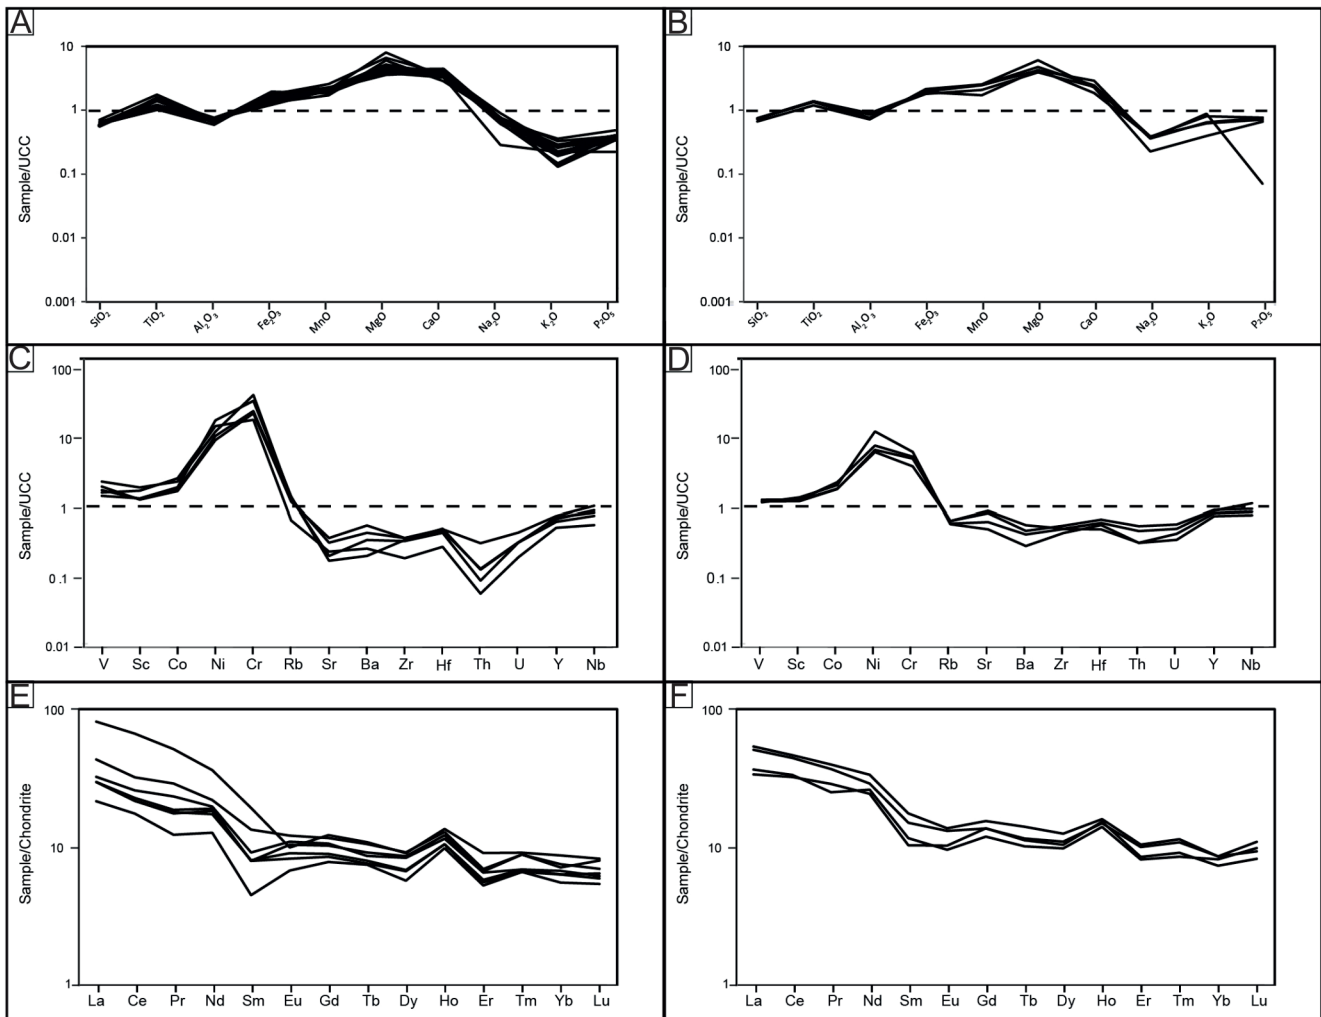 A
10
1
0.1
0.01
0.001
Sample/UCC
SiO₂ TiO₂ Al₂O₃ Fe₂O₃ MnO MgO CaO Na₂O K₂O P₂O₅
B
10
1
0.1
0.01
0.001
Sample/UCC
SiO₂ TiO₂ Al₂O₃ Fe₂O₃ MnO MgO CaO Na₂O K₂O P₂O₅
C
100
10
1
0.1
0.01
Sample/UCC
V Sc Co Ni Cr Rb Sr Ba Zr Hf Th U Y Nb
D
100
10
1
0.1
0.01
Sample/UCC
V Sc Co Ni Cr Rb Sr Ba Zr Hf Th U Y Nb
E
100
10
1
Sample/Chondrite
La Ce Pr Nd Sm Eu Gd Tb Dy Ho Er Tm Yb Lu
F
100
10
1
Sample/Chondrite
La Ce Pr Nd Sm Eu Gd Tb Dy Ho Er Tm Yb Lu